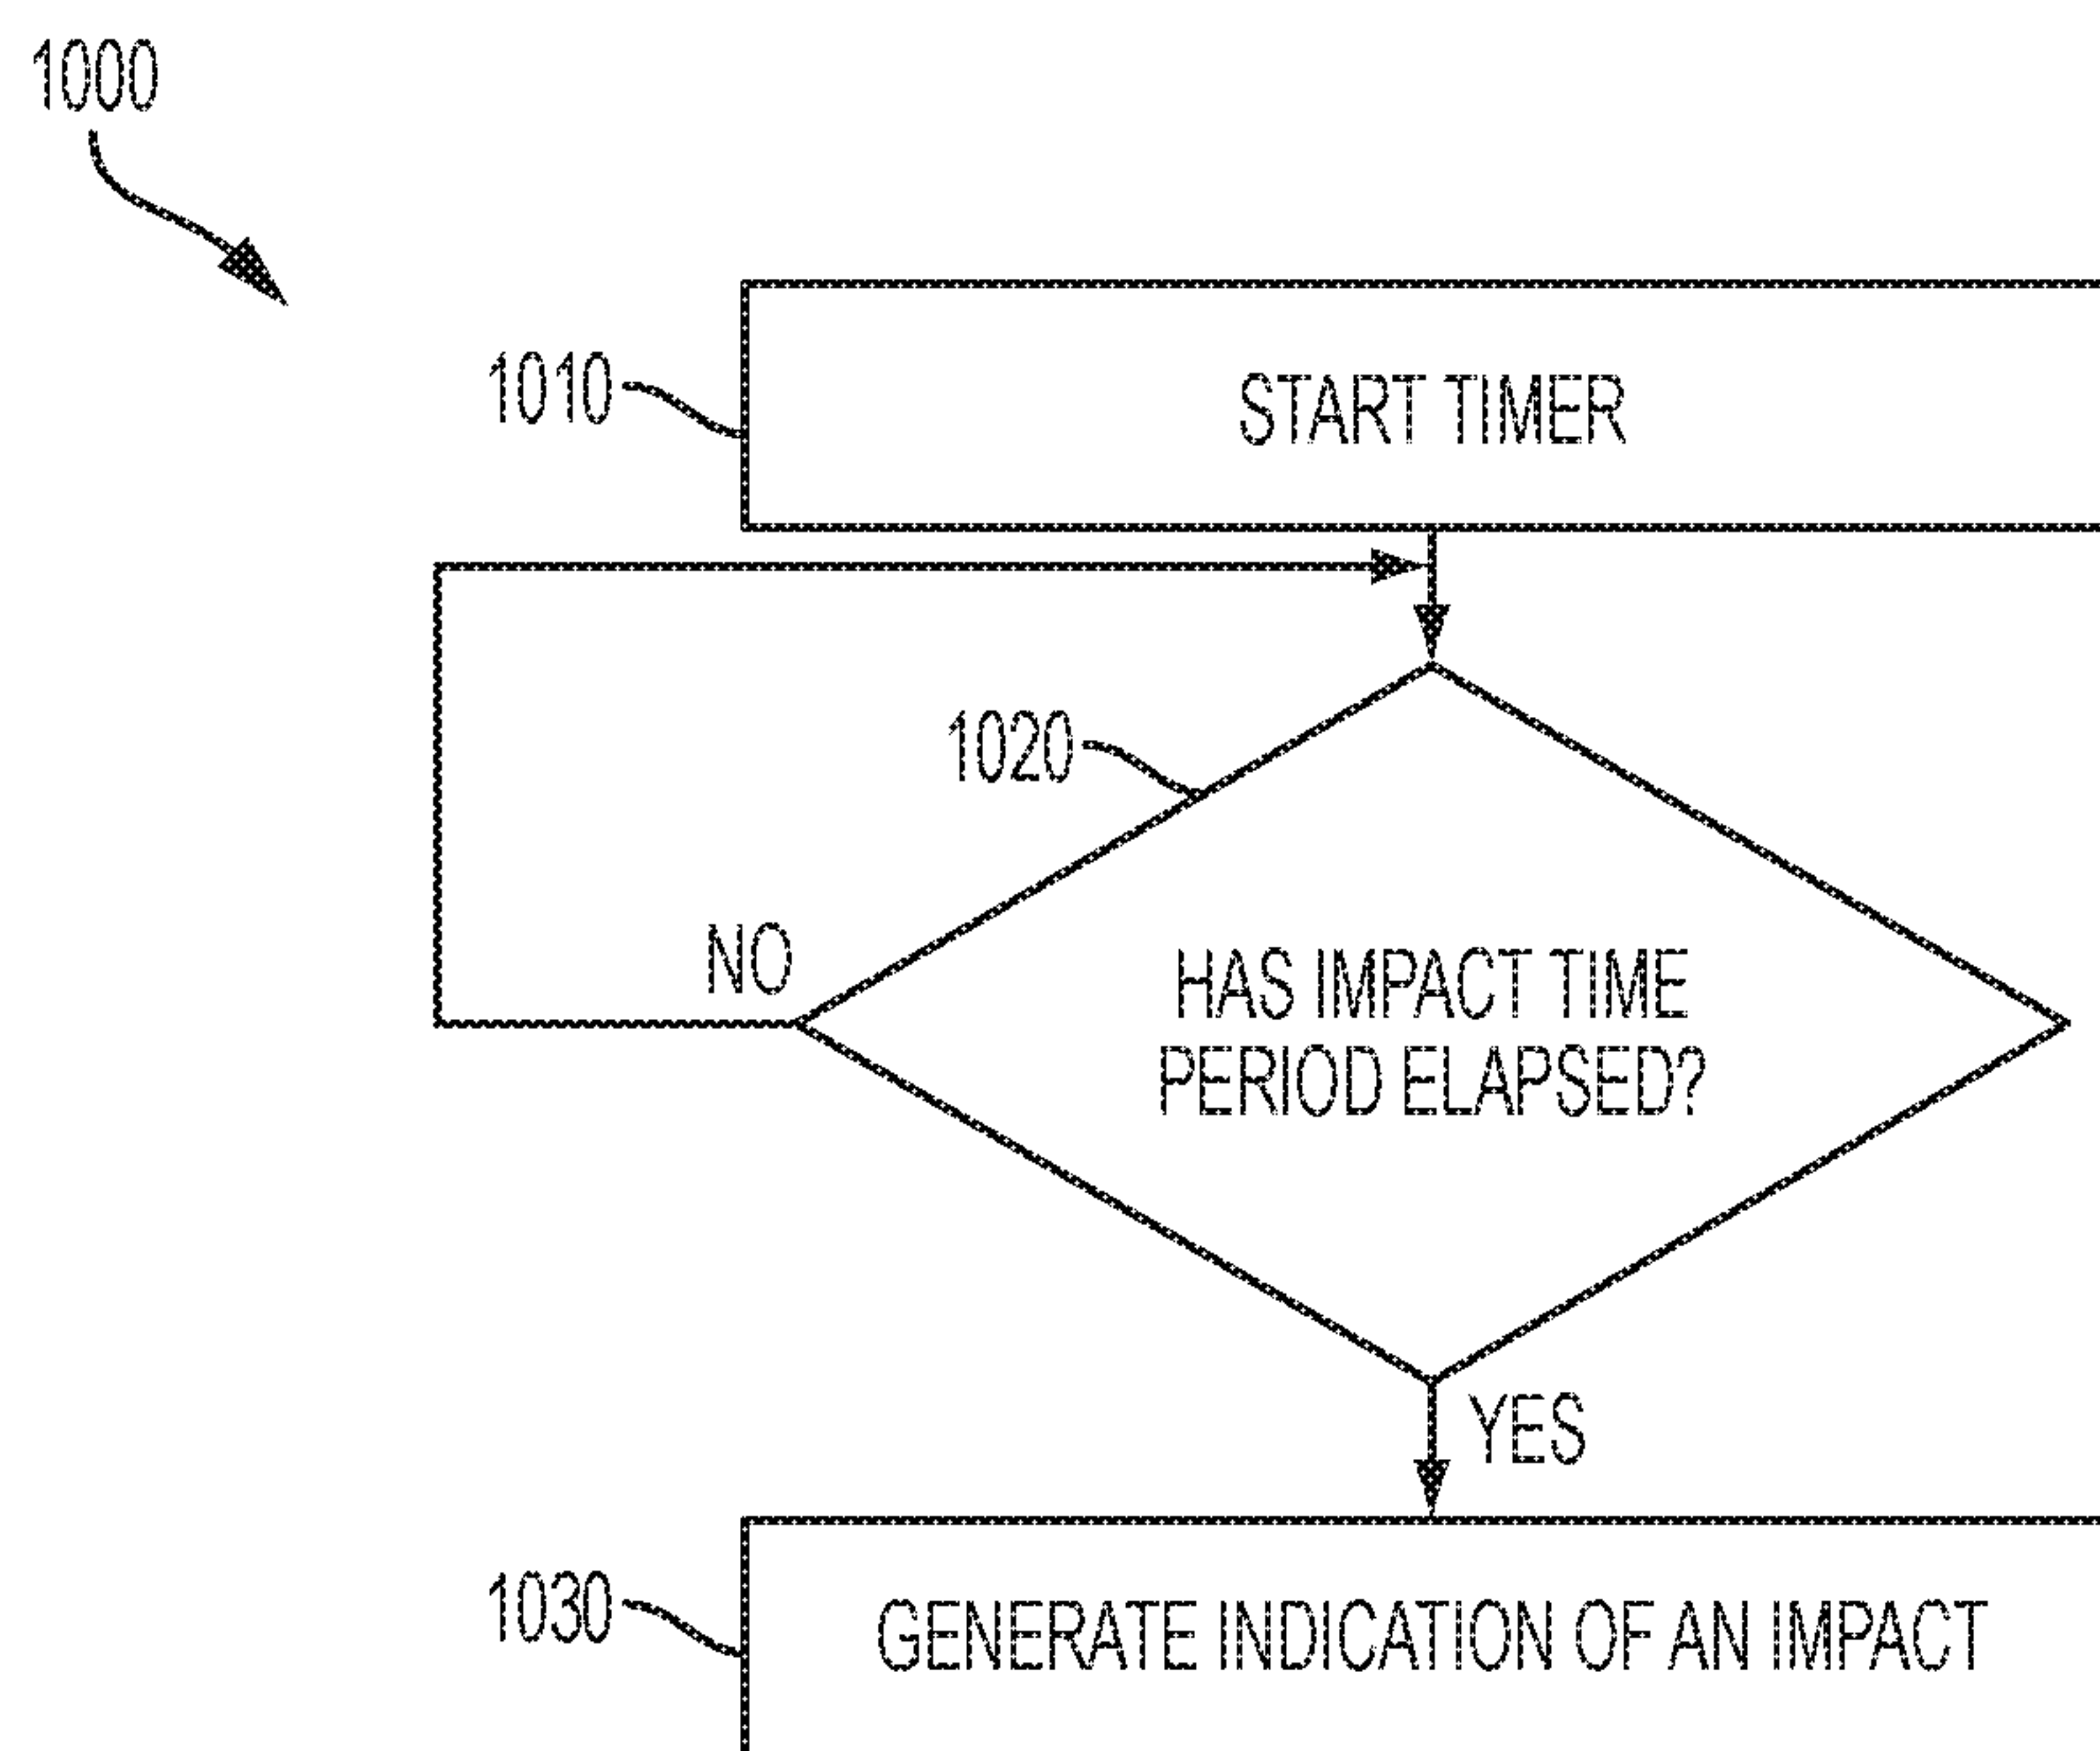 1000
1010
START TIMER
1020
NO
HAS IMPACT TIME
PERIOD ELAPSED?
YES
1030
GENERATE INDICATION OF AN IMPACT